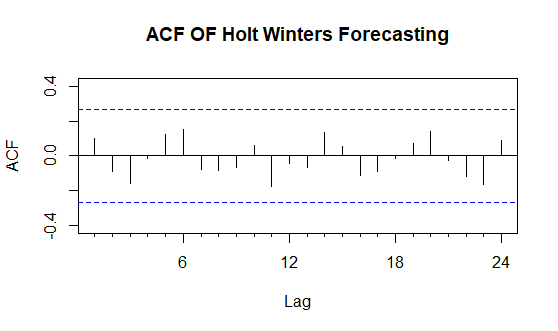 ACF OF Holt Winters Forecasting
ACF
0.4
0.0
-0.4
6 12 18 24
Lag